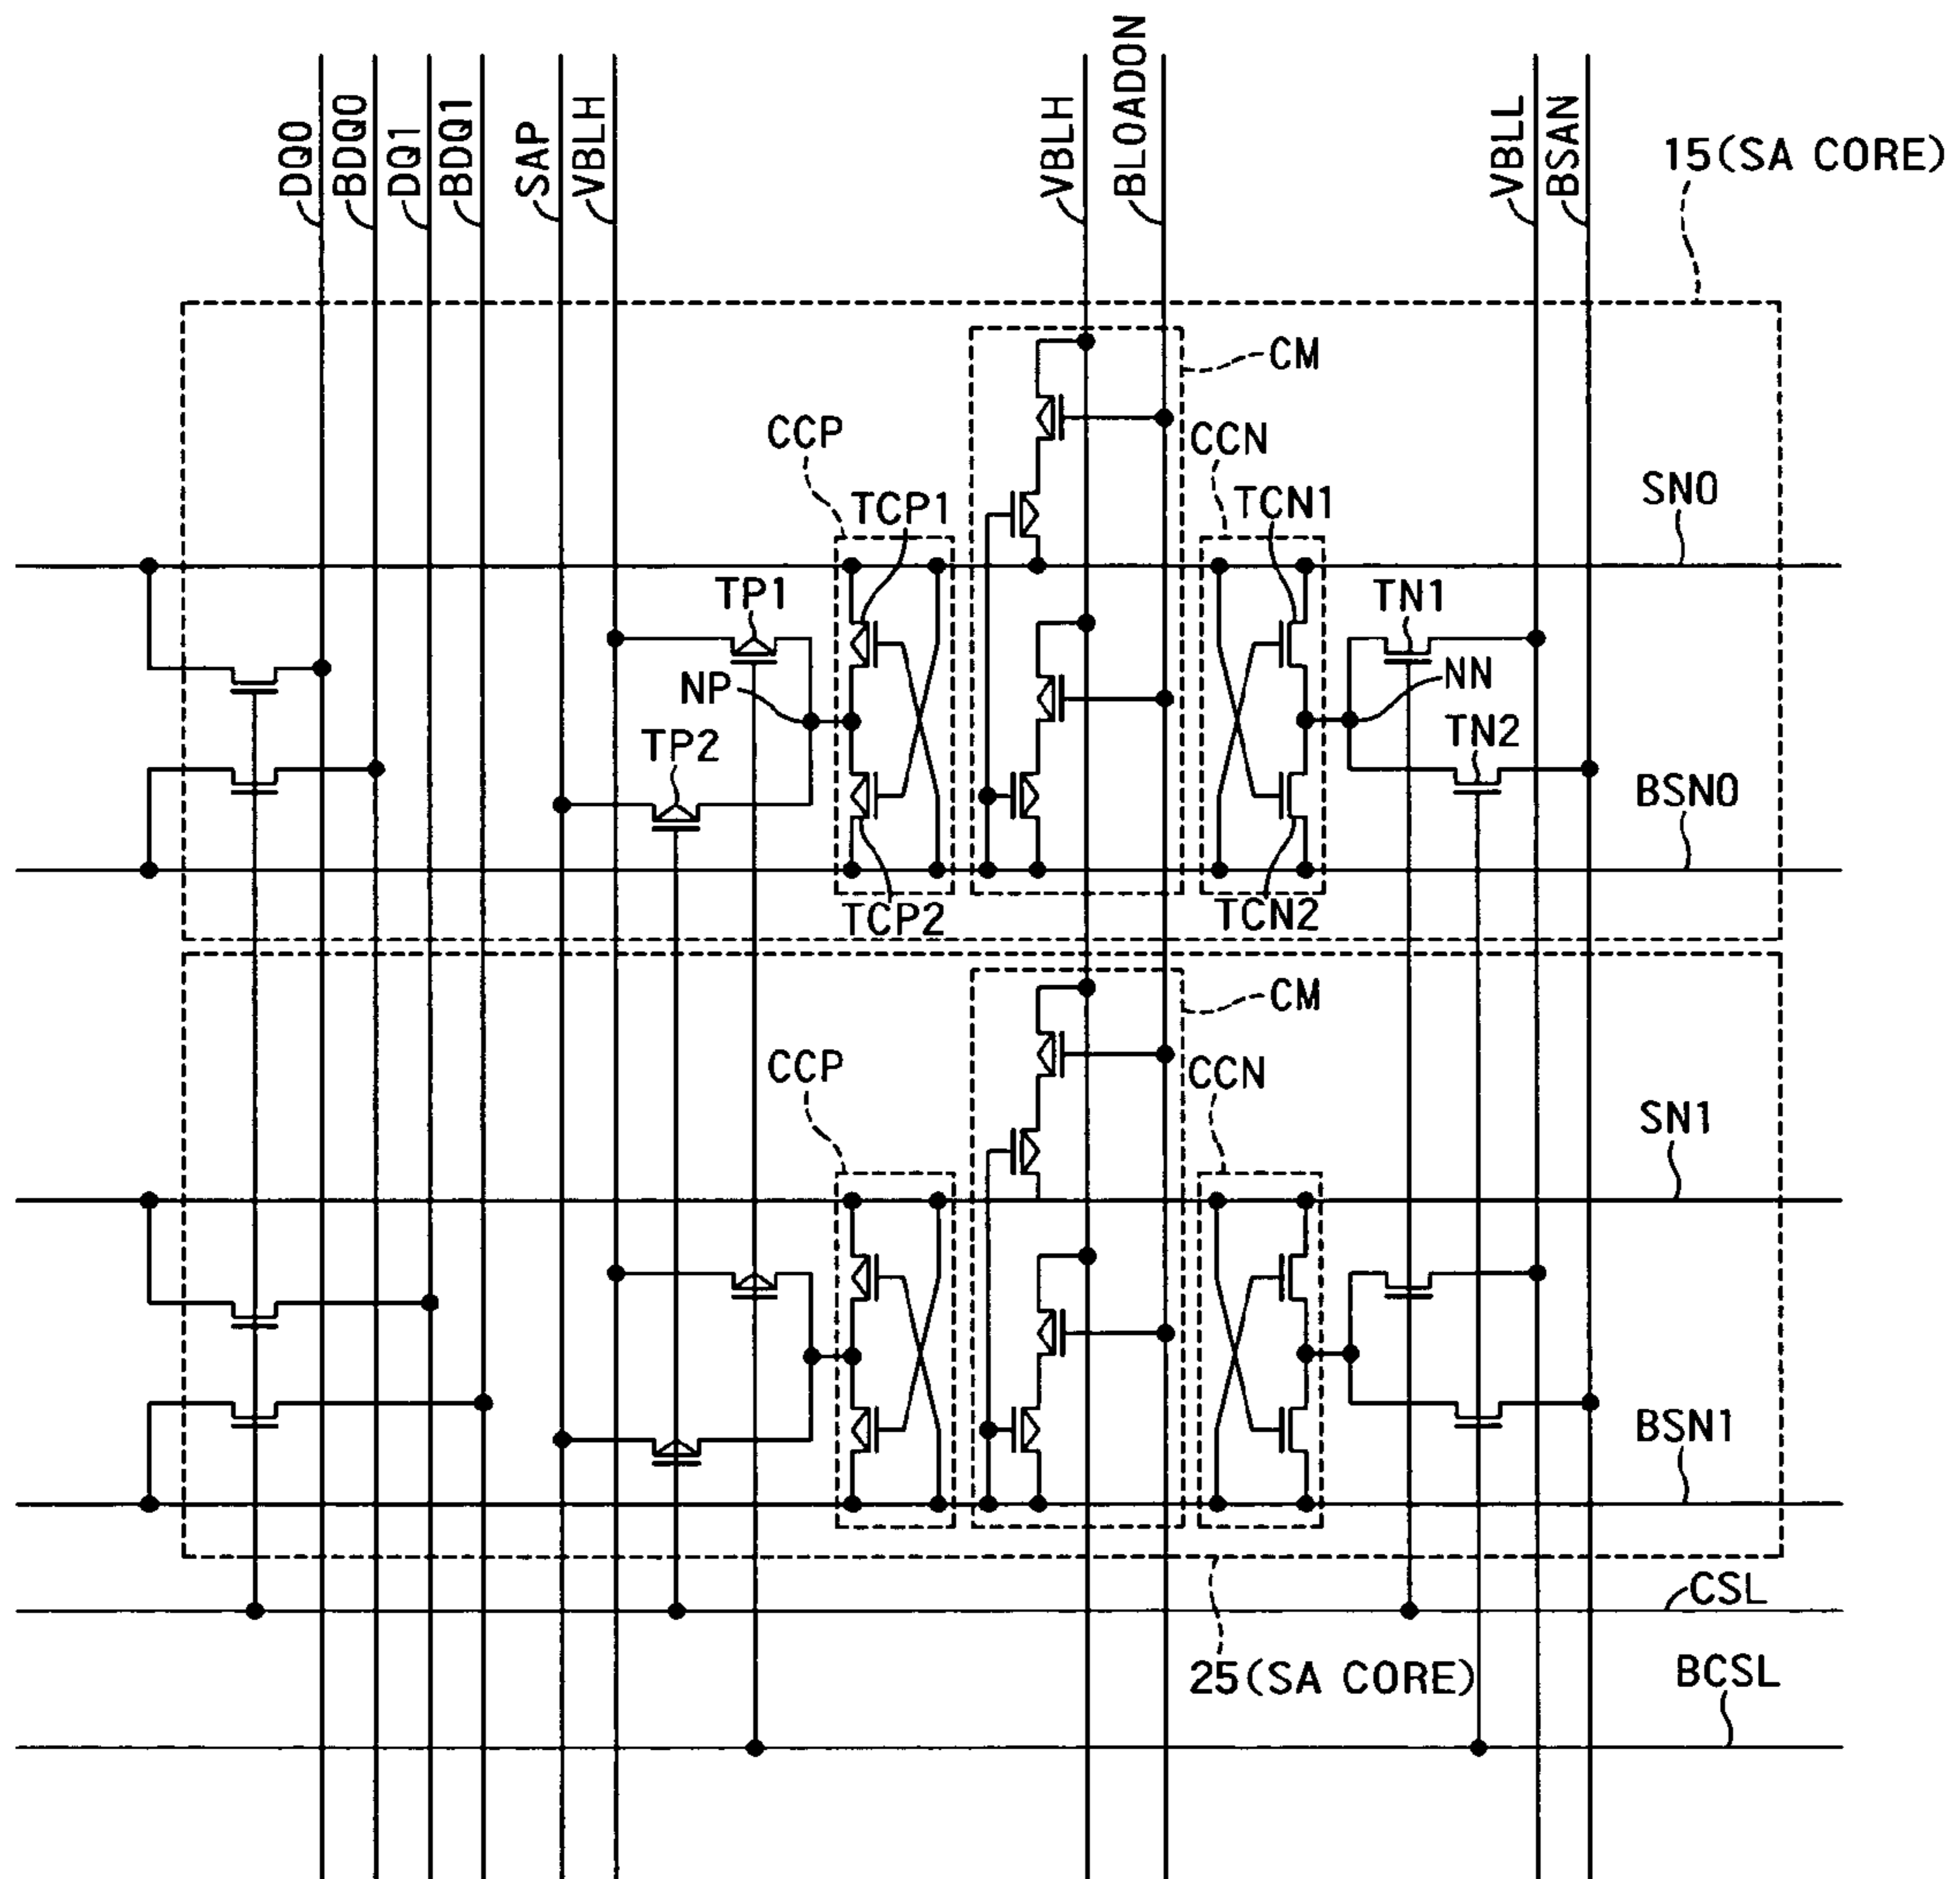 DQ0
BDQ0
DQ1
BDQ1
SAP
VBLH
VBLH
BLOADON
VBLL
BSAN
15(SA CORE)
CM
CCP
CCN
TCP1
TCN1
SN0
TP1
TN1
NP
NN
TP2
TN2
BSN0
TCP2
TCN2
CM
CCP
CCN
SN1
BSN1
CSL
25(SA CORE)
BCSL